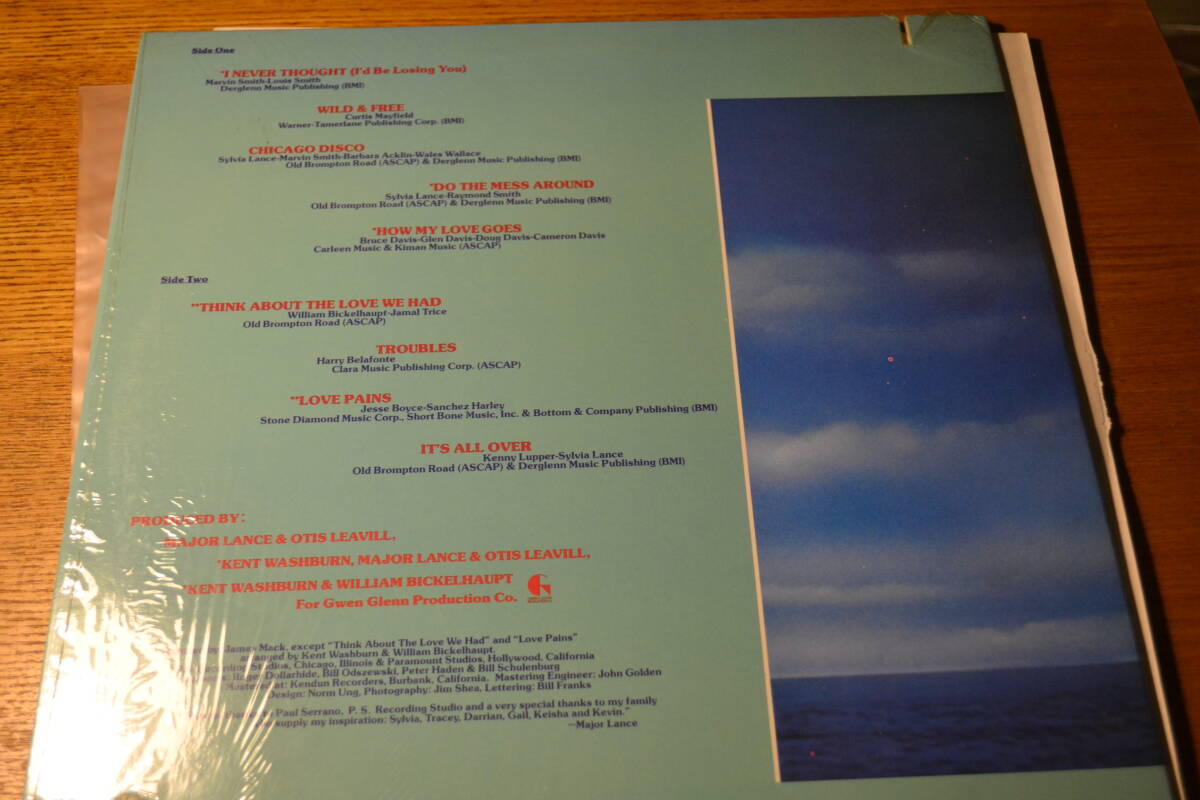 Side One
*I NEVER THOUGHT (I'd Be Losing You)
Marvin Smith-Louis Smith
Derglenn Music Publishing (BMI)
WILD & FREE
Curtis Mayfield
Warner-Tamerlane Publishing Corp. (BMI)
CHICAGO DISCO
Sylvia Lance-Marvin Smith-Barbara Acklin-Wales Wallace
Old Brompton Road (ASCAP) & Derglenn Music Publishing (BMI)
*DO THE MESS AROUND
Sylvia Lance-Raymond Smith
Old Brompton Road (ASCAP) & Derglenn Music Publishing (BMI)
*HOW MY LOVE GOES
Bruce Davis-Glen Davis-Doug Davis-Cameron Davis
Carleen Music & Kiman Music (ASCAP)
Side Two
**THINK ABOUT THE LOVE WE HAD
William Bickelhaupt-Jamal Trice
Old Brompton Road (ASCAP)
TROUBLES
Harry Belafonte
Clara Music Publishing Corp. (ASCAP)
**LOVE PAINS
Jesse Boyce-Sanchez Harley
Stone Diamond Music Corp., Short Bone Music, Inc. & Bottom & Company Publishing (BMI)
IT'S ALL OVER
Kenny Lupper-Sylvia Lance
Old Brompton Road (ASCAP) & Derglenn Music Publishing (BMI)
PRODUCED BY:
MAJOR LANCE & OTIS LEAVILL,
*KENT WASHBURN, MAJOR LANCE & OTIS LEAVILL,
*KENT WASHBURN & WILLIAM BICKELHAUPT
For Gwen Glenn Production Co.
by: James Mack, except "Think About The Love We Had" and "Love Pains"
arranged by Kent Washburn & William Bickelhaupt.
Recording Studios, Chicago, Illinois & Paramount Studios, Hollywood, California
Roger Dollarhide, Bill Odszewski, Peter Haden & Bill Schulenburg
Mastered at: Kendun Recorders, Burbank, California. Mastering Engineer: John Golden
Design: Norm Ung, Photography: Jim Shea, Lettering: Bill Franks
Paul Serrano, P. S. Recording Studio and a very special thanks to my family
supply my inspiration: Sylvia, Tracey, Darrian, Gail, Keisha and Kevin."
—Major Lance